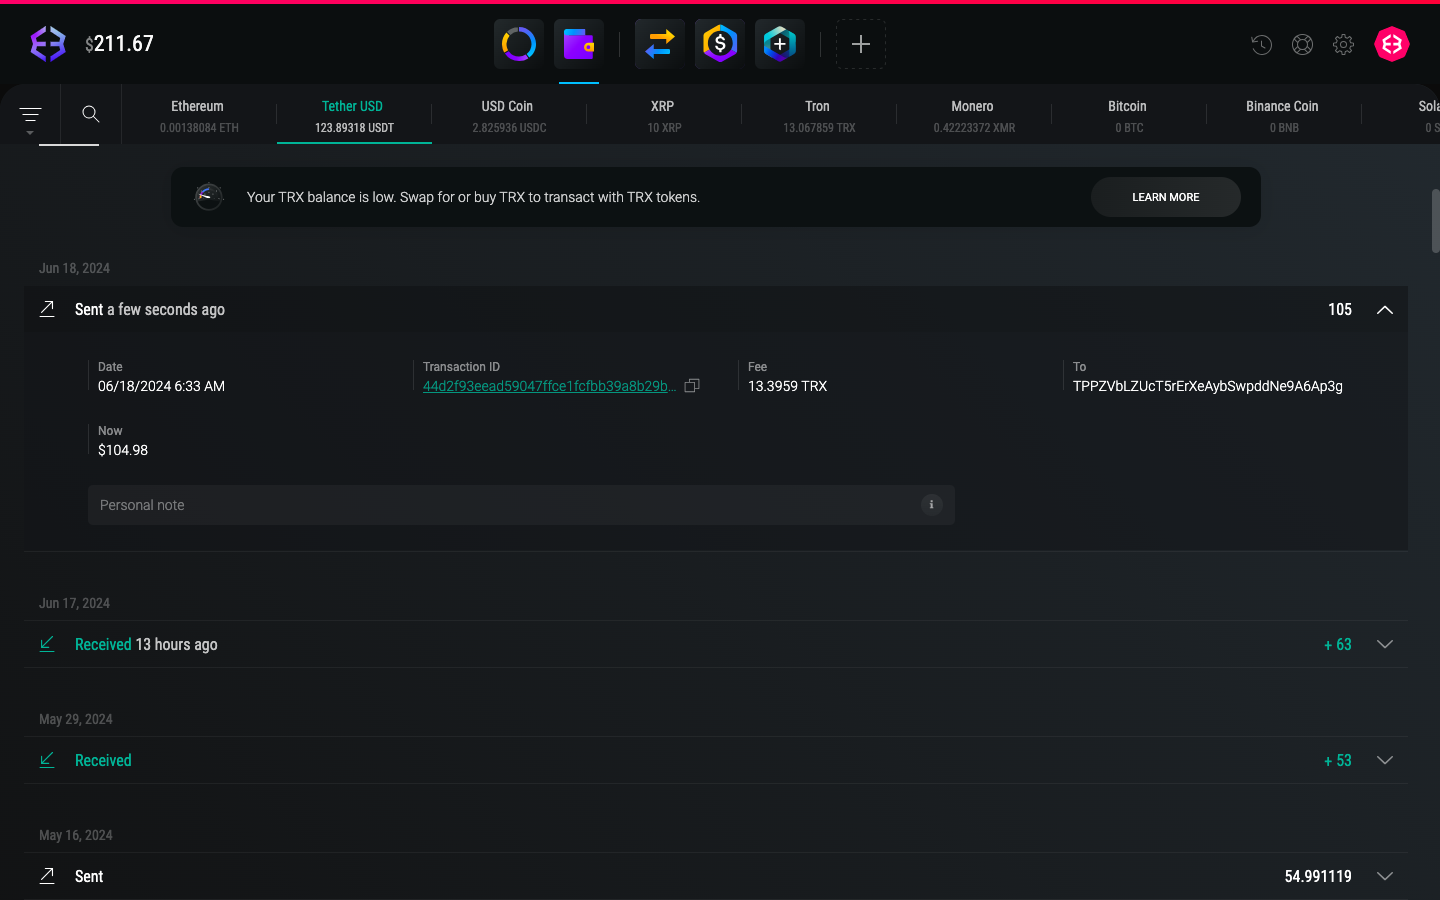 $211.67
Ethereum
0.00138084 ETH
Tether USD
123.89318 USDT
USD Coin
2.825936 USDC
XRP
10 XRP
Tron
13.067859 TRX
Monero
0.42223372 XMR
Bitcoin
0 BTC
Binance Coin
0 BNB
Sola
0 S
Your TRX balance is low. Swap for or buy TRX to transact with TRX tokens.
LEARN MORE
Jun 18, 2024
Sent a few seconds ago
105
Date
06/18/2024 6:33 AM
Transaction ID
44d2f93eead59047ffce1fcfbb39a8b29b...
Fee
13.3959 TRX
To
TPPZVbLZUcT5rErXeAybSwpddNe9A6Ap3g
Now
$104.98
Personal note
Jun 17, 2024
Received 13 hours ago
+ 63
May 29, 2024
Received
+ 53
May 16, 2024
Sent
54.991119